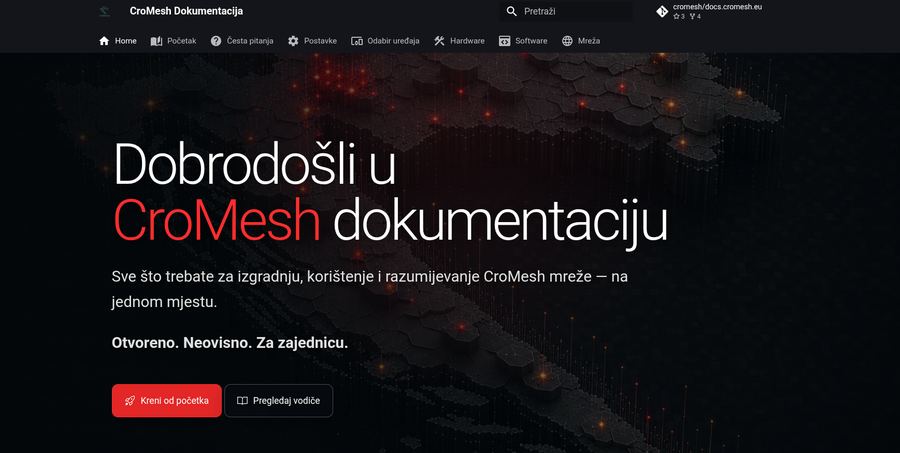 CroMesh Dokumentacija
Pretraži
cromesh/docs.cromesh.eu
3 4
Home Početak Česta pitanja Postavke Odabir uređaja Hardware Software Mreža
Dobrodošli u
CroMesh dokumentaciju
Sve što trebate za izgradnju, korištenje i razumijevanje CroMesh mreže — na
jednom mjestu.
Otvoreno. Neovisno. Za zajednicu.
Kreni od početka Pregledaj vodiče